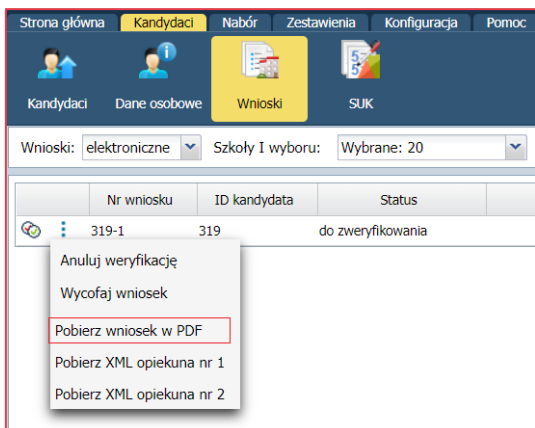 Strona główna Kandydaci Nabór Zestawienia Konfiguracja Pomoc
Kandydaci Dane osobowe Wnioski SUK
Wnioski: elektroniczne Szkoły I wyboru: Wybrane: 20
Nr wniosku ID kandydata Status
319-1 319 do zweryfikowania
Anuluj weryfikację
Wycofaj wniosek
Pobierz wniosek w PDF
Pobierz XML opiekuna nr 1
Pobierz XML opiekuna nr 2